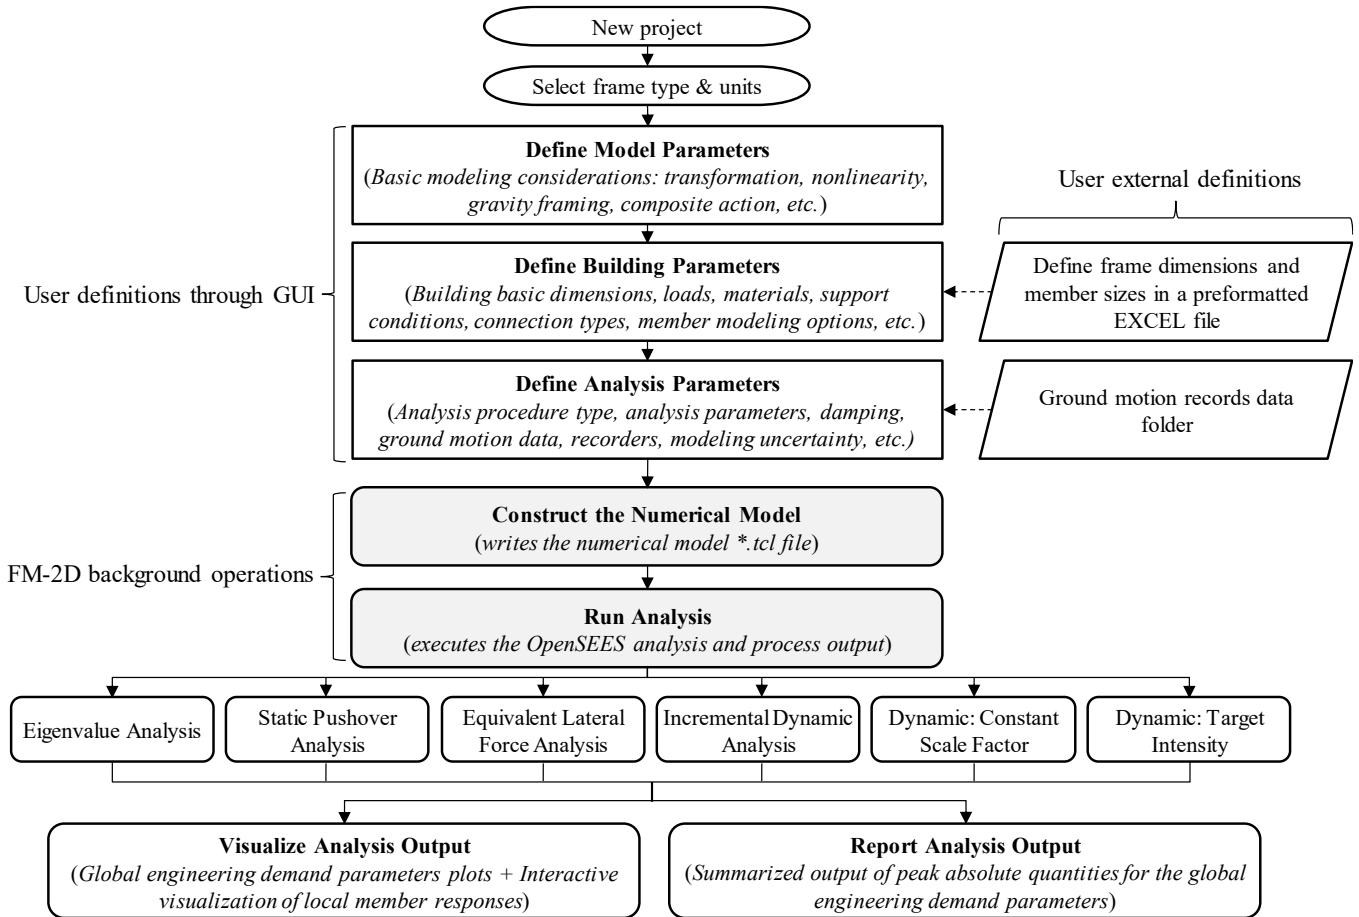 New project
Select frame type & units
Define Model Parameters
(Basic modeling considerations: transformation, nonlinearity,
gravity framing, composite action, etc.)
User external definitions
User definitions through GUI
Define Building Parameters
(Building basic dimensions, loads, materials, support
conditions, connection types, member modeling options, etc.)
Define frame dimensions and
member sizes in a preformatted
EXCEL file
Define Analysis Parameters
(Analysis procedure type, analysis parameters, damping,
ground motion data, recorders, modeling uncertainty, etc.)
Ground motion records data
folder
FM-2D background operations
Construct the Numerical Model
(writes the numerical model *.tcl file)
Run Analysis
(executes the OpenSEES analysis and process output)
Eigenvalue Analysis
Static Pushover
Analysis
Equivalent Lateral
Force Analysis
Incremental Dynamic
Analysis
Dynamic: Constant
Scale Factor
Dynamic: Target
Intensity
Visualize Analysis Output
(Global engineering demand parameters plots + Interactive
visualization of local member responses)
Report Analysis Output
(Summarized output of peak absolute quantities for the global
engineering demand parameters)